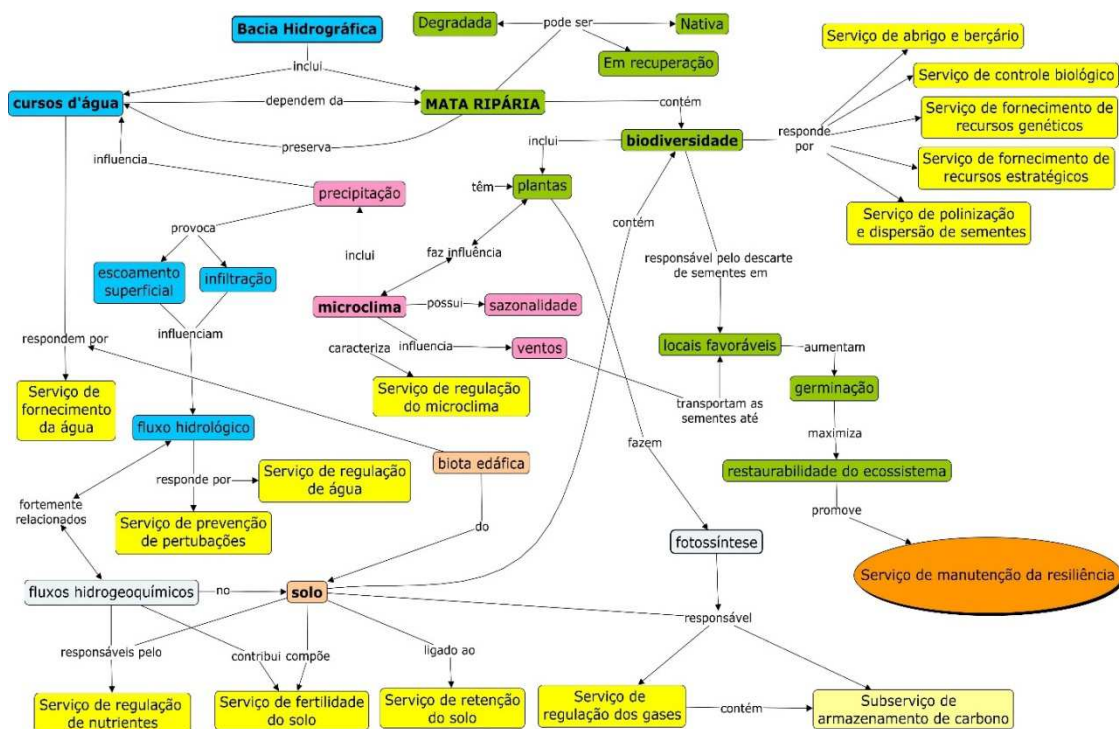 Degradada
pode ser
Nativa
Bacia Hidrográfica
Em recuperação
Serviço de abrigo e berçário
inclui
Serviço de controle biológico
cursos d'água
dependem da
MATA RIPÁRIA
contém
Serviço de fornecimento de
recursos genéticos
preserva
inclui
biodiversidade
responde
por
influencia
Serviço de fornecimento de
recursos estratégicos
precipitação
têm
plantas
contém
Serviço de polinização
e dispersão de sementes
provoca
faz influência
escoamento
superficial
infiltração
inclui
responsável pelo descarte
de sementes em
microclima
possui
sazonalidade
respondem por
influenciam
caracteriza
influencia
ventos
locais favoráveis
aumentam
Serviço de
fornecimento
da água
Serviço de regulação
do microclima
transportam as
sementes até
germinação
fluxo hidrológico
fazem
maximiza
biota edáfica
restaurabilidade do ecossistema
responde por
Serviço de regulação
de água
fortemente
relacionados
Serviço de prevenção
de pertubações
do
promove
fotossíntese
Serviço de manutenção da resiliência
fluxos hidrogeoquímicos
no
solo
responsável
responsáveis pelo
contribui
compõe
ligado ao
Serviço de regulação
de nutrientes
Serviço de fertilidade
do solo
Serviço de retenção
do solo
Serviço de
regulação dos gases
contém
Subserviço de
armazenamento de carbono